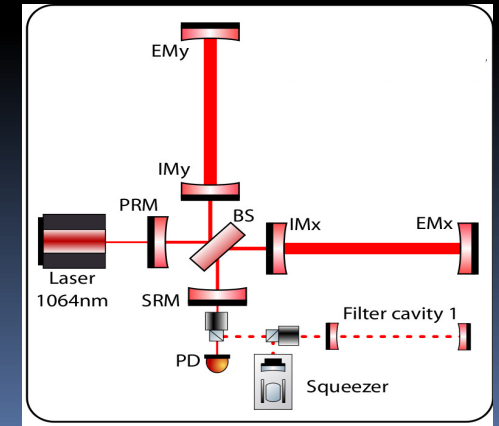 EMy
IMy
PRM
BS
IMx
EMx
Laser
1064nm
SRM
Filter cavity 1
PD
Squeezer